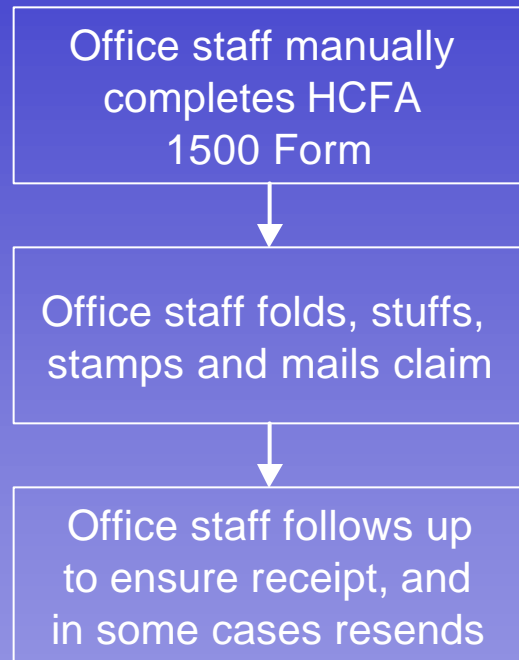 Office staff manually
completes HCFA
1500 Form
Office staff folds, stuffs,
stamps and mails claim
Office staff follows up
to ensure receipt, and
in some cases resends